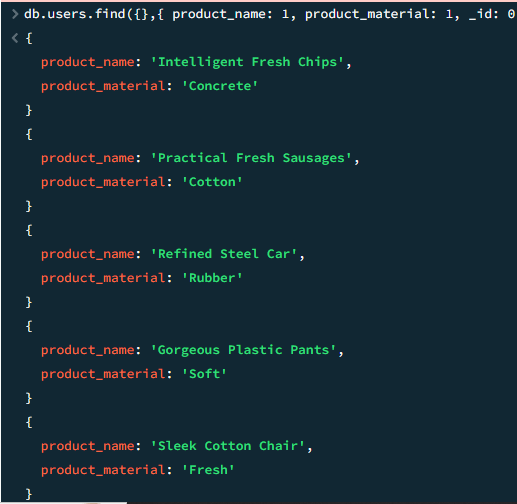 > db.users.find({},{ product_name: 1, product_material: 1, _id: 0
< {
product_name: 'Intelligent Fresh Chips',
product_material: 'Concrete'
}
{
product_name: 'Practical Fresh Sausages',
product_material: 'Cotton'
}
{
product_name: 'Refined Steel Car',
product_material: 'Rubber'
}
{
product_name: 'Gorgeous Plastic Pants',
product_material: 'Soft'
}
{
product_name: 'Sleek Cotton Chair',
product_material: 'Fresh'
}